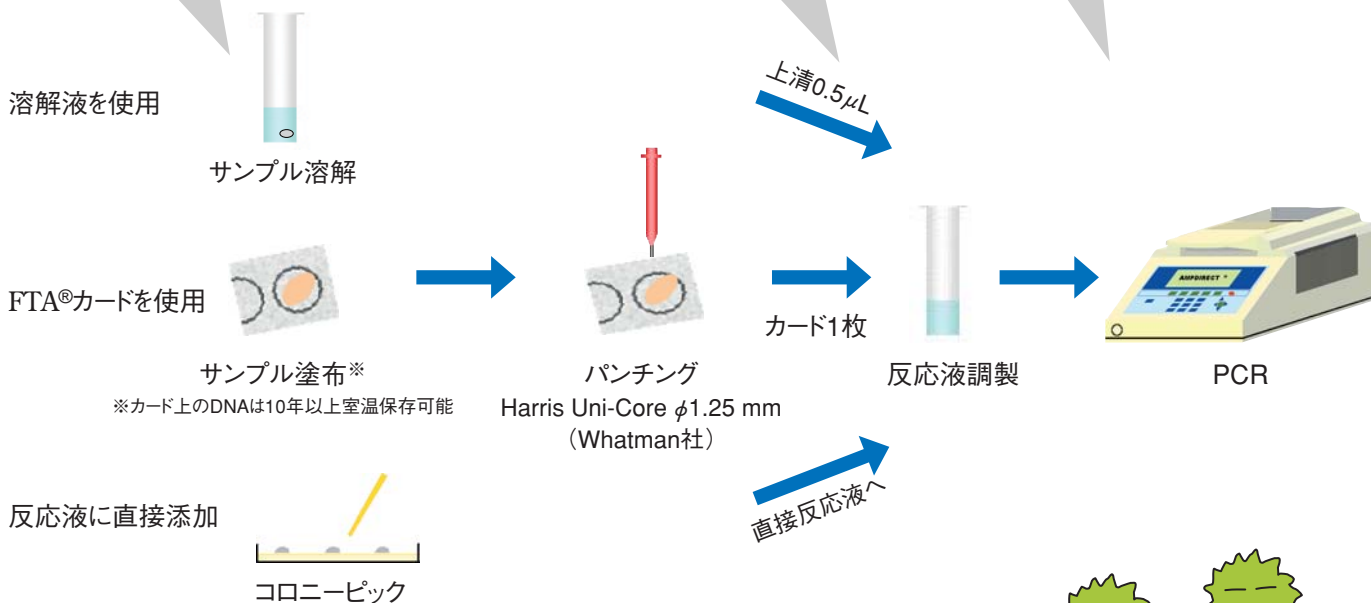 溶解液を使用
サンプル溶解
上清0.5μL
FTA®カードを使用
サンプル塗布※
※カード上のDNAは10年以上室温保存可能
パンチング
Harris Uni-Core φ1.25 mm
（Whatman社）
カード1枚
反応液調製
AMPDIRECT
PCR
反応液に直接添加
コロニーピック
直接反応液へ